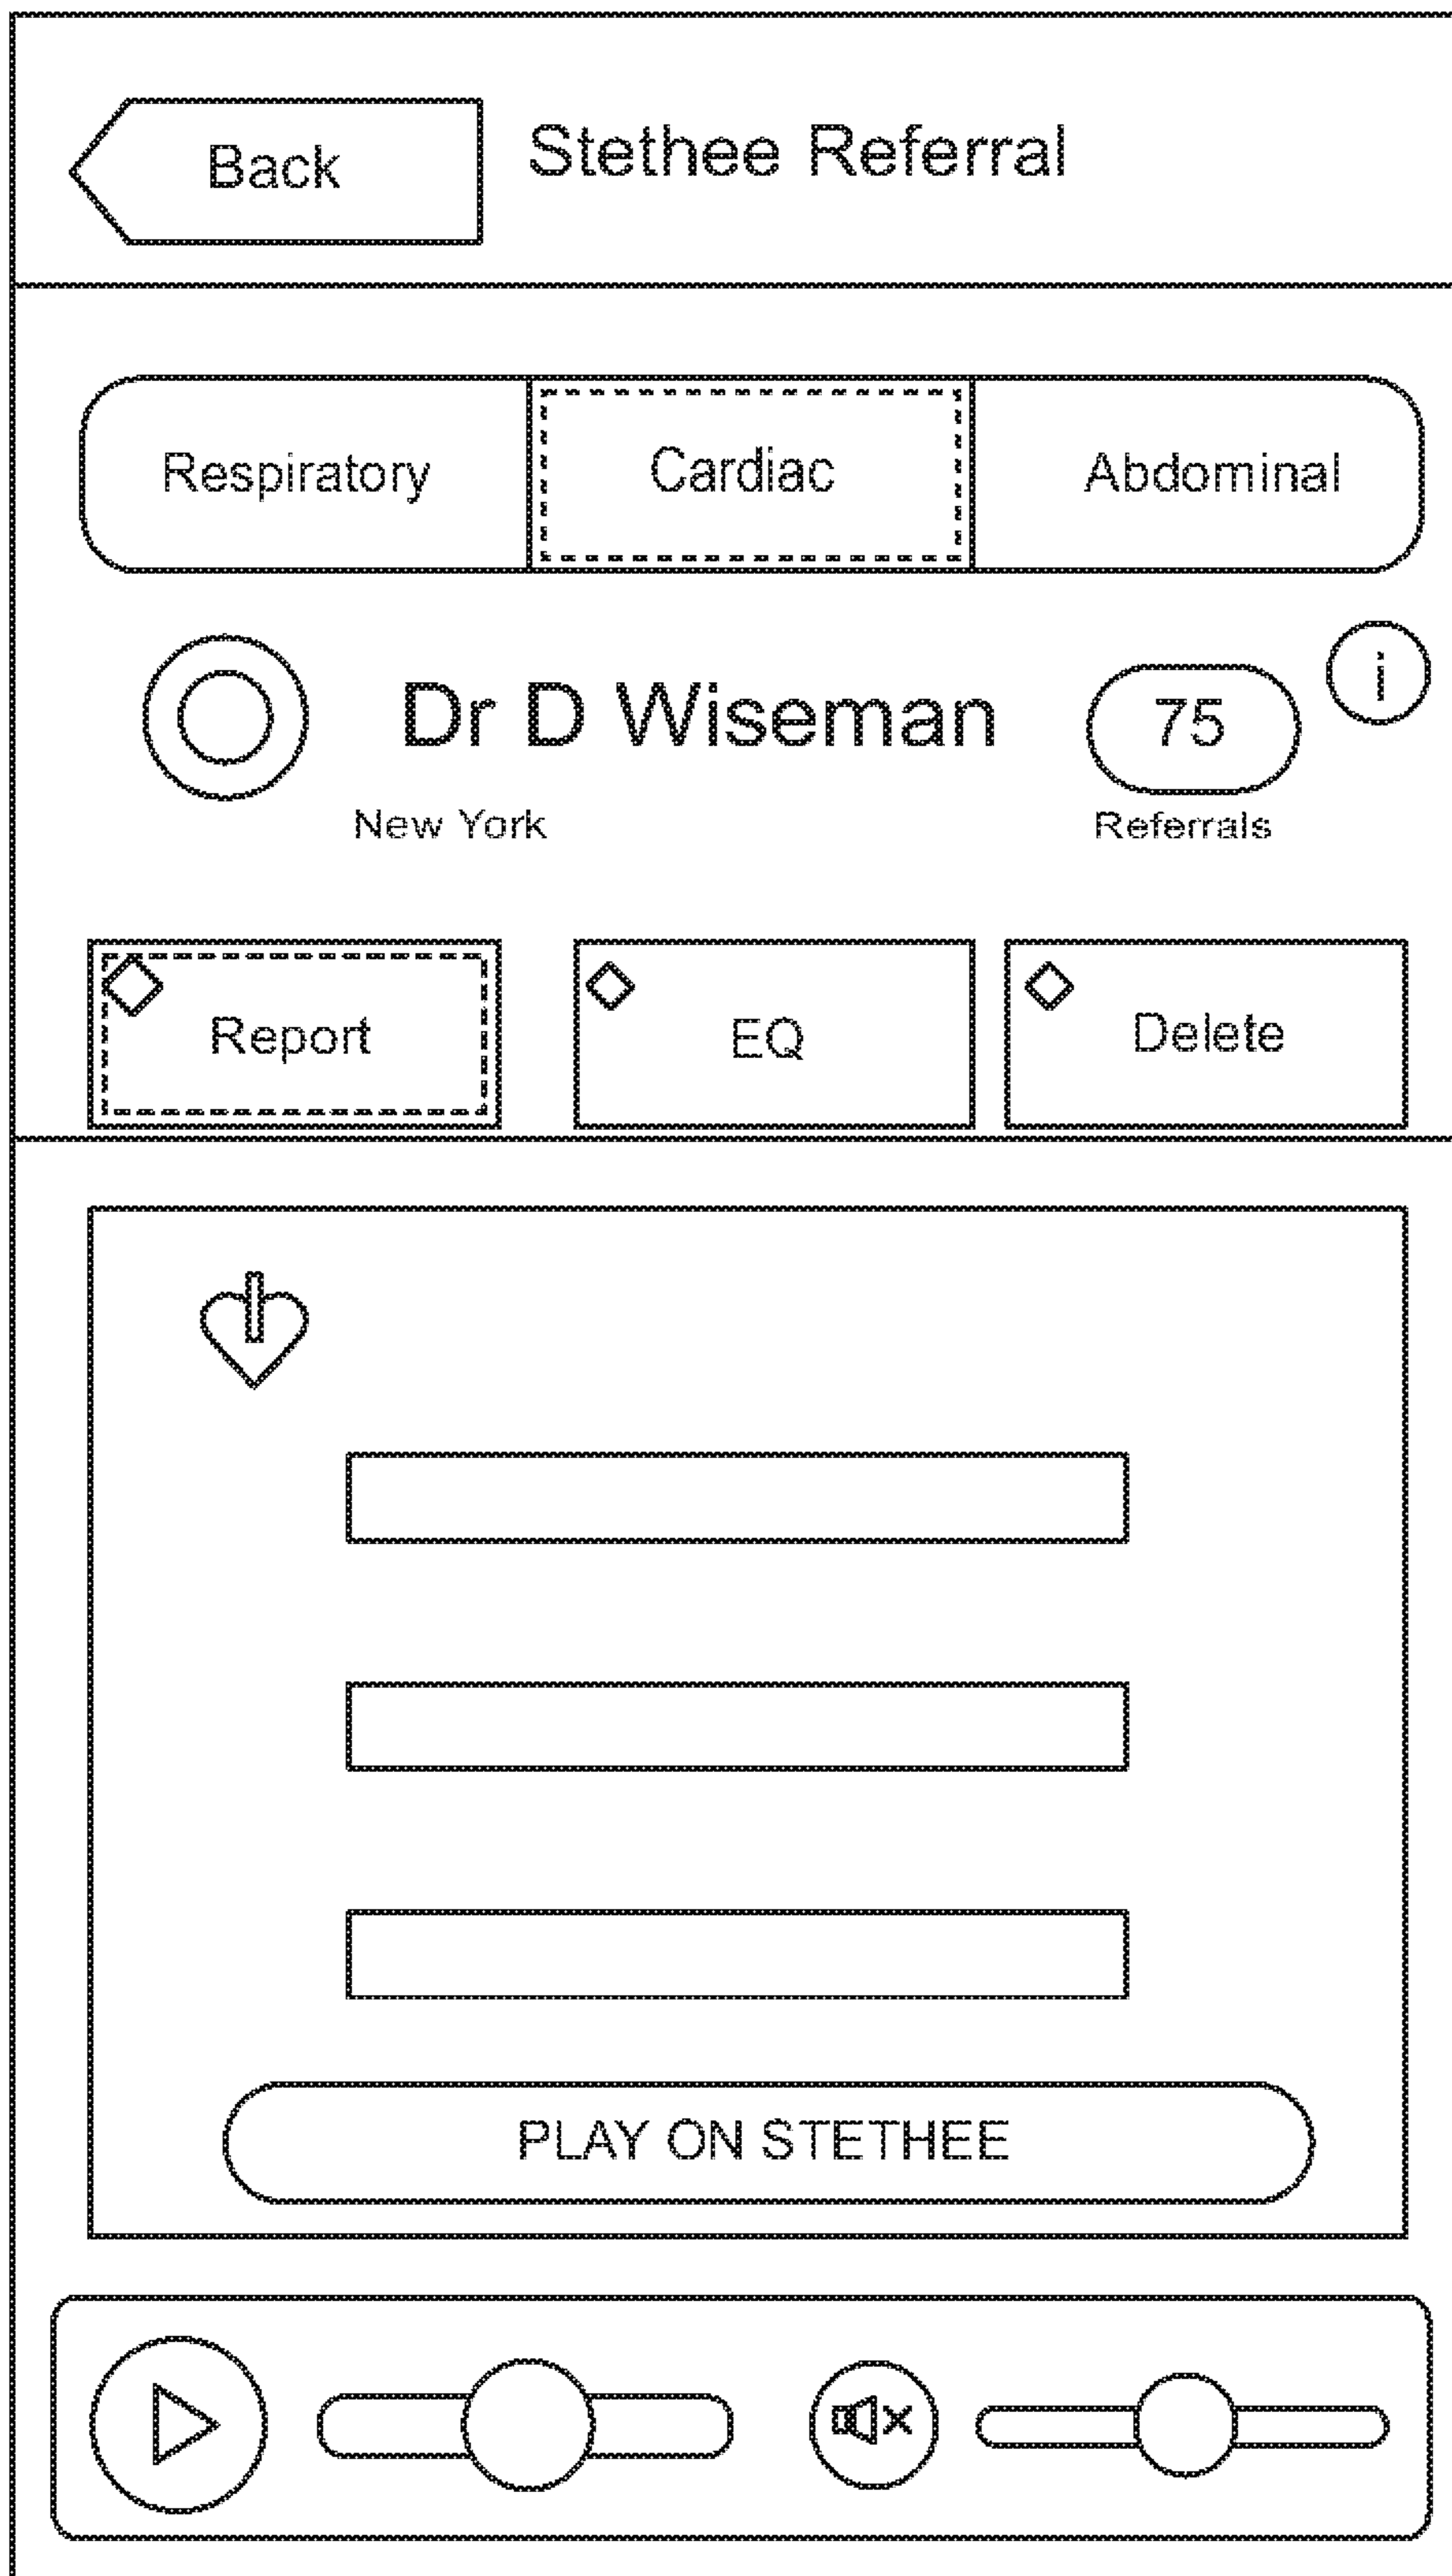 Back
Stethee Referral
Respiratory
Cardiac
Abdominal
Dr D Wiseman
75
i
New York
Referrals
Report
EQ
Delete
PLAY ON STETHEE